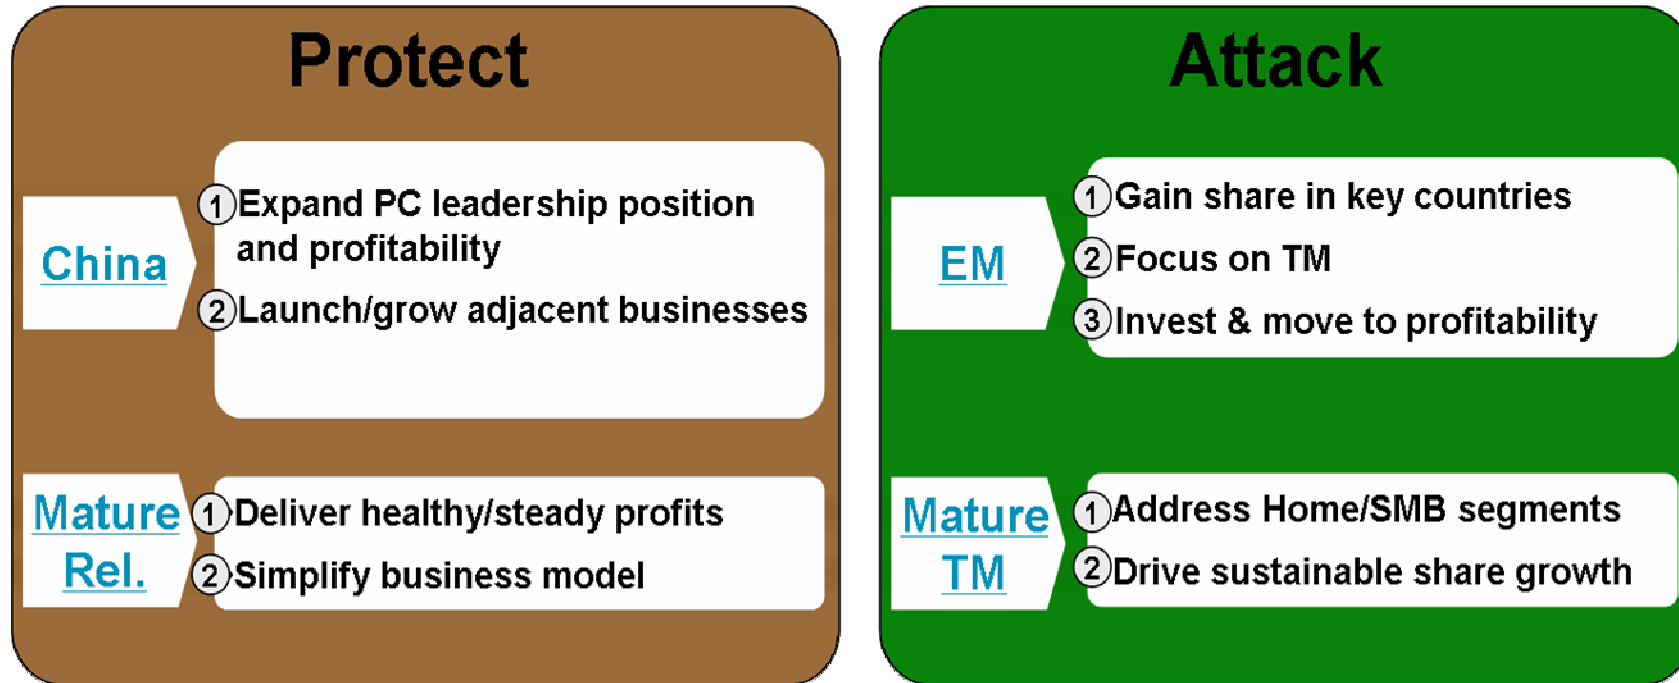 Protect
China
1 Expand PC leadership position
and profitability
2 Launch/grow adjacent businesses
Mature
Rel.
1 Deliver healthy/steady profits
2 Simplify business model
Attack
EM
1 Gain share in key countries
2 Focus on TM
3 Invest & move to profitability
Mature
TM
1 Address Home/SMB segments
2 Drive sustainable share growth